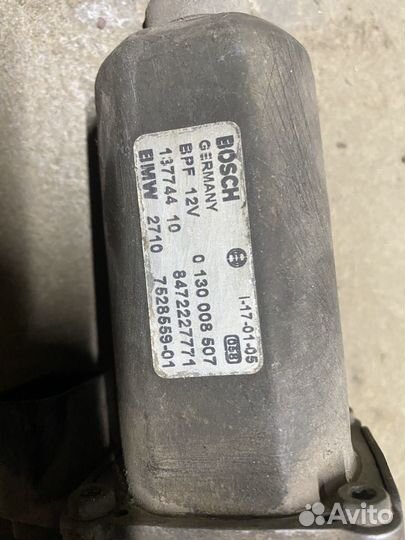 BOSCH
GERMANY
BPF 12V 0 130 008 507
137744 10 8472227771
BMW 2710 7528559-01
1-17-01-05
Avito